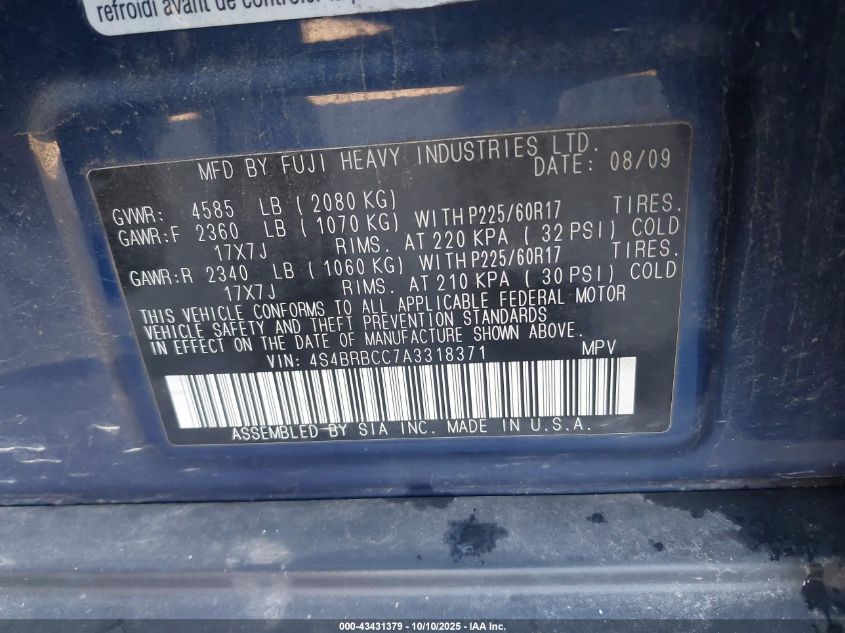 refroidi avant de contrôler la
MFD BY FUJI HEAVY INDUSTRIES LTD.
DATE: 08/09
GVWR: 4585 LB (2080 KG)
GAWR:F 2360 LB (1070 KG) WITH P225/60R17 TIRES.
17X7J RIMS. AT 220 KPA (32 PSI) COLD
GAWR:R 2340 LB (1060 KG) WITH P225/60R17 TIRES.
17X7J RIMS. AT 210 KPA (30 PSI) COLD
THIS VEHICLE CONFORMS TO ALL APPLICABLE FEDERAL MOTOR
VEHICLE SAFETY AND THEFT PREVENTION STANDARDS
IN EFFECT ON THE DATE OF MANUFACTURE SHOWN ABOVE.
VIN: 4S4BRBCC7A3318371 MPV
ASSEMBLED BY SIA INC. MADE IN U.S.A.
000-43431379 - 10/10/2025 - IAA Inc.